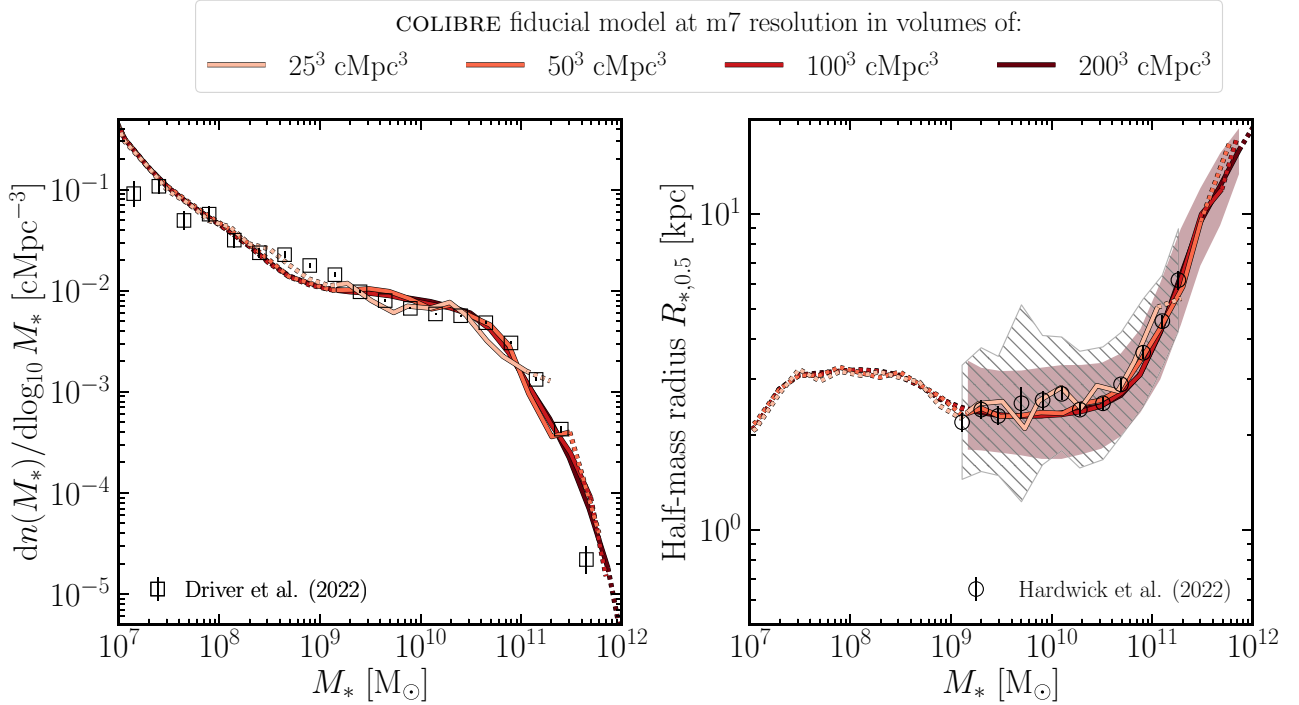 COLIBRE fiducial model at m7 resolution in volumes of:
25³ cMpc³ 50³ cMpc³ 100³ cMpc³ 200³ cMpc³
dn(M∗)/dlog₁₀ M∗ [cMpc⁻³]
10⁻¹
10⁻²
10⁻³
10⁻⁴
10⁻⁵
Driver et al. (2022)
10⁷ 10⁸ 10⁹ 10¹⁰ 10¹¹ 10¹²
M∗ [M⊙]
Half-mass radius R∗,0.5 [kpc]
10¹
10⁰
Hardwick et al. (2022)
10⁷ 10⁸ 10⁹ 10¹⁰ 10¹¹ 10¹²
M∗ [M⊙]